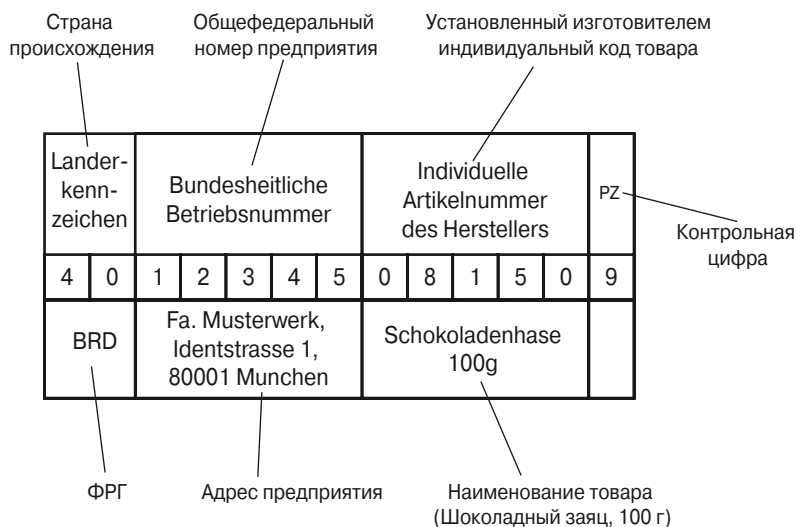 Страна
происхождения
Общефедеральный
номер предприятия
Установленный изготовителем
индивидуальный код товара
Lander-
kenn-
zeichen
Bundesheitliche
Betriebsnummer
Individuelle
Artikelnummer
des Herstellers
PZ
Контрольная
цифра
4 0 1 2 3 4 5 0 8 1 5 0 9
BRD
Fa. Musterwerk,
Identstrasse 1,
80001 Munchen
Schokoladenhase
100g
ФРГ
Адрес предприятия
Наименование товара
(Шоколадный заяц, 100 г)